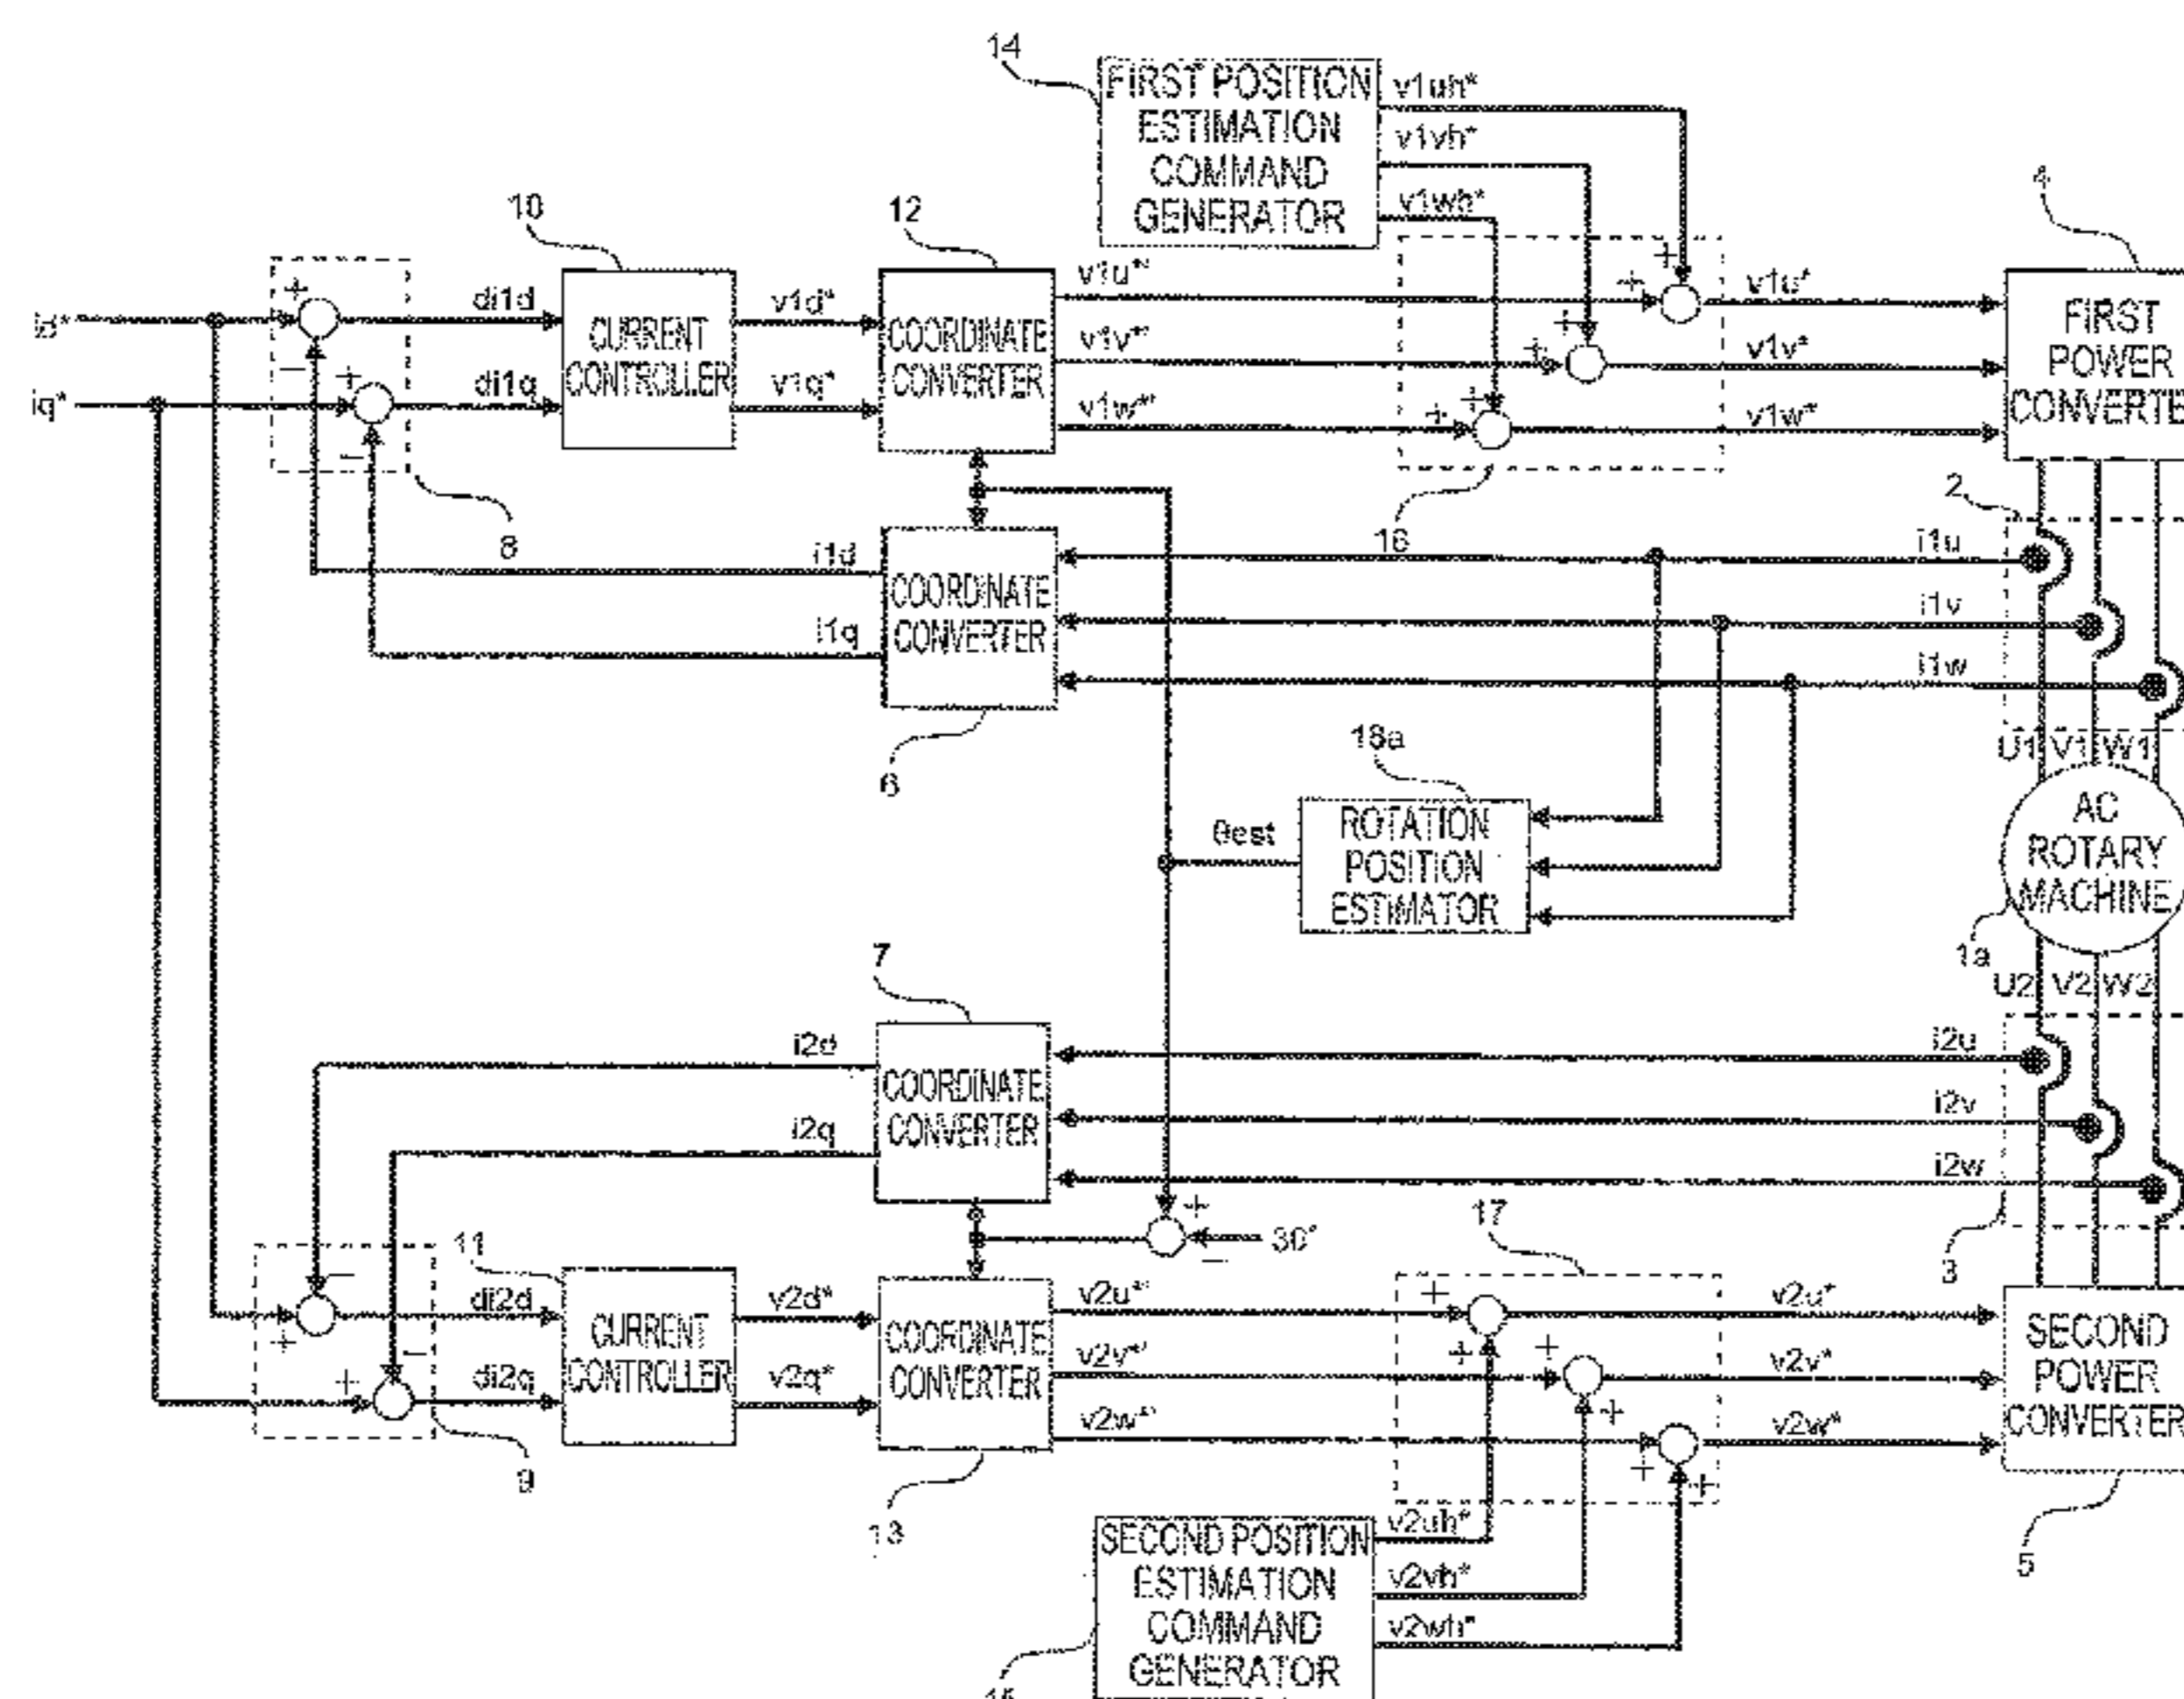 14
FIRST POSITION
ESTIMATION
COMMAND
GENERATOR
v1uh*
v1vh*
v1wh*
4
10
12
+
+
+
id*
di1d
CURRENT
CONTROLLER
v1d*
COORDINATE
CONVERTER
v1u*'
v1u*
FIRST
POWER
−
+
+
+
v1v*'
v1v*
iq*
di1q
v1q*
+
+
v1w*'
v1w*
−
2
8
16
i1d
COORDINATE
CONVERTER
i1u
i1q
i1v
i1w
6
18a
U1 V1 W1
θest
ROTATION
POSITION
ESTIMATOR
AC
ROTARY
MACHINE
1a
7
U2 V2 W2
i2d
COORDINATE
CONVERTER
i2u
i2q
i2v
i2w
+
30°
−
17
3
11
−
+
di2d
CURRENT
CONTROLLER
v2d*
COORDINATE
CONVERTER
v2u*'
+
+
v2u*
SECOND
POWER
CONVERTER
−
+
di2q
v2q*
v2v*'
+
+
v2v*
v2w*'
+
+
v2w*
9
13
5
SECOND POSITION
ESTIMATION
COMMAND
GENERATOR
v2uh*
v2vh*
v2wh*